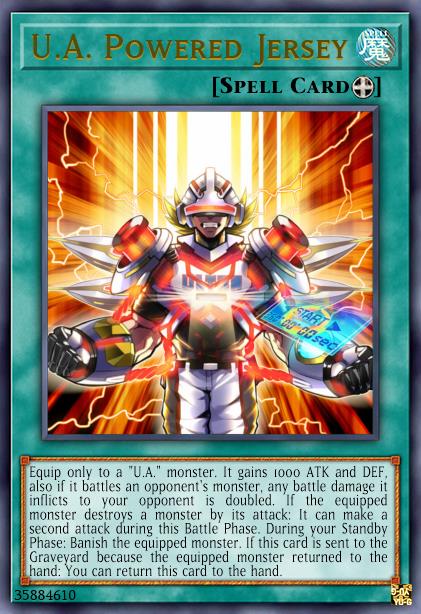 U.A. Powered Jersey
魔
[Spell Card]
START
00 sec
Equip only to a "U.A." monster. It gains 1000 ATK and DEF,
also if it battles an opponent's monster, any battle damage it
inflicts to your opponent is doubled. If the equipped
monster destroys a monster by its attack: It can make a
second attack during this Battle Phase. During your Standby
Phase: Banish the equipped monster. If this card is sent to the
Graveyard because the equipped monster returned to the
hand: You can return this card to the hand.
35884610